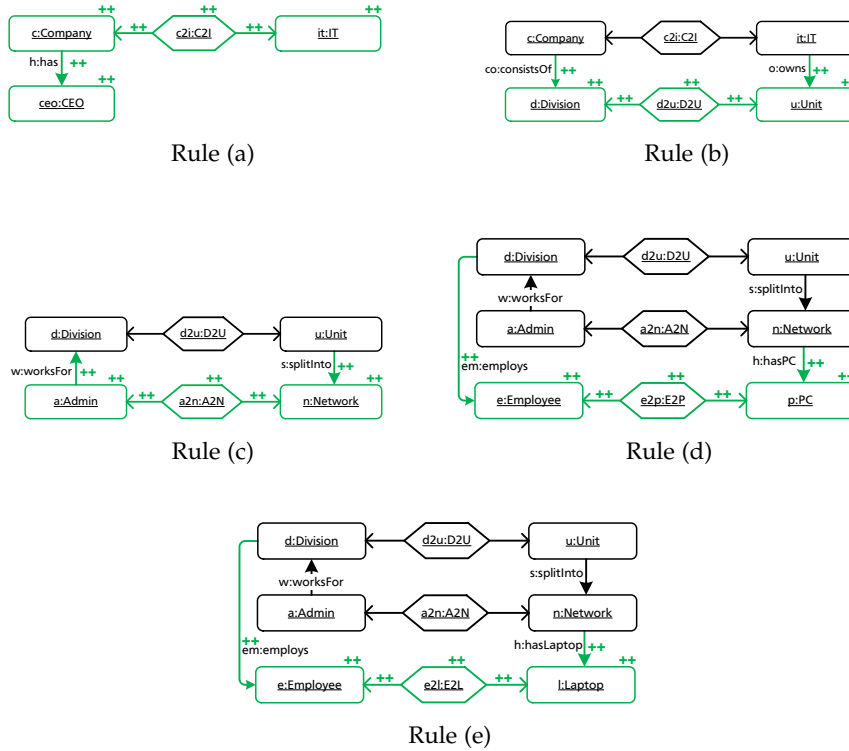 ++ ++ ++
c:Company ++ c2i:C2I ++ it:IT
h:has ++ ++
ceo:CEO
Rule (a)
c:Company c2i:C2I it:IT
co:consistsOf ++ o:owns ++
++ ++ ++
d:Division ++ d2u:D2U ++ u:Unit
Rule (b)
d:Division d2u:D2U u:Unit
w:worksFor ++ s:splitInto ++
++ ++ ++
a:Admin ++ a2n:A2N ++ n:Network
Rule (c)
d:Division d2u:D2U u:Unit
w:worksFor s:splitInto
a:Admin a2n:A2N n:Network
++ h:hasPC ++
em:employs
++ ++ ++
e:Employee ++ e2p:E2P ++ p:PC
Rule (d)
d:Division d2u:D2U u:Unit
w:worksFor s:splitInto
a:Admin a2n:A2N n:Network
++ h:hasLaptop ++
em:employs
++ ++ ++
e:Employee ++ e2l:E2L ++ l:Laptop
Rule (e)